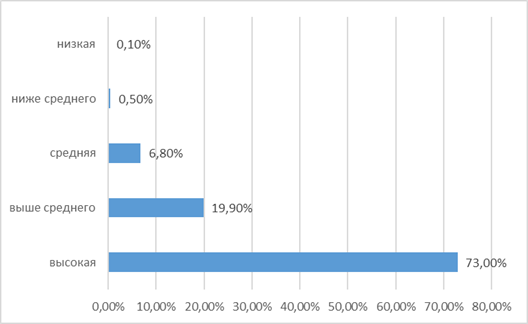 низкая 0,10%
ниже среднего 0,50%
средняя 6,80%
выше среднего 19,90%
высокая 73,00%
0,00% 10,00% 20,00% 30,00% 40,00% 50,00% 60,00% 70,00% 80,00%